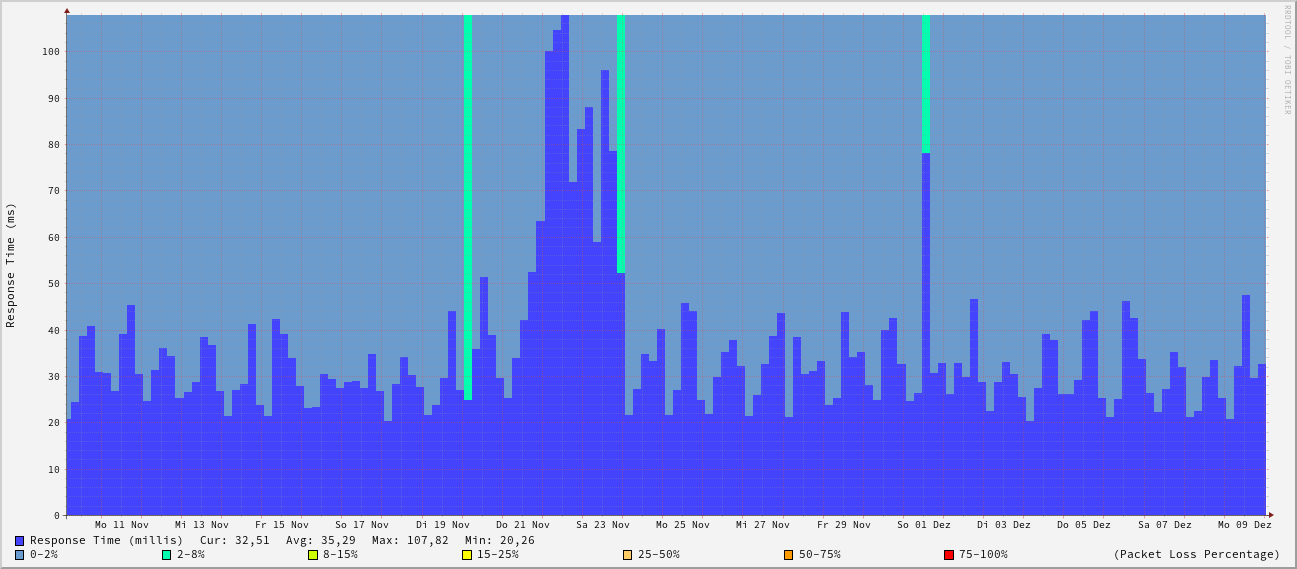 RRDTOOL / TOBI OETIKER
Response Time (ms)
100
90
80
70
60
50
40
30
20
10
0
Mo 11 Nov Mi 13 Nov Fr 15 Nov So 17 Nov Di 19 Nov Do 21 Nov Sa 23 Nov Mo 25 Nov Mi 27 Nov Fr 29 Nov So 01 Dez Di 03 Dez Do 05 Dez Sa 07 Dez Mo 09 Dez
Response Time (millis) Cur: 32,51 Avg: 35,29 Max: 107,82 Min: 20,26
0-2% 2-8% 8-15% 15-25% 25-50% 50-75% 75-100% (Packet Loss Percentage)